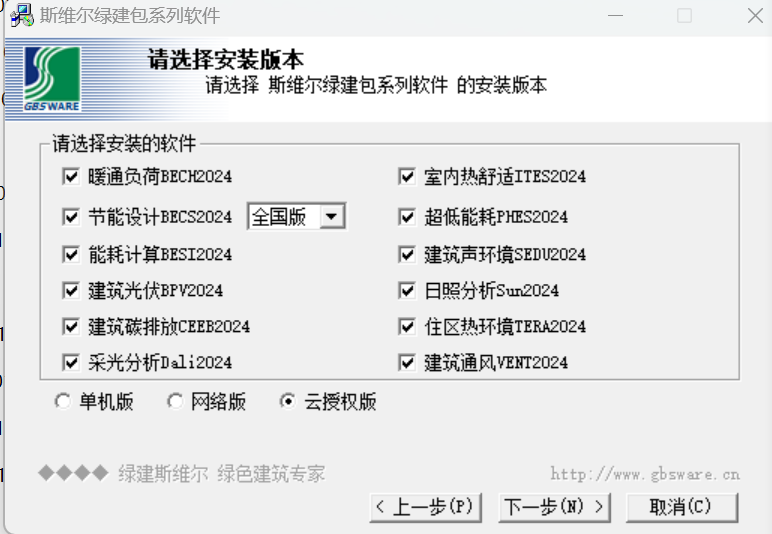 斯维尔绿建包系列软件
请选择安装版本
请选择 斯维尔绿建包系列软件 的安装版本
GBSWARE
请选择安装的软件
暖通负荷BECH2024 室内热舒适ITES2024
节能设计BECS2024 全国版 超低能耗PHES2024
能耗计算BESI2024 建筑声环境SEDU2024
建筑光伏BPV2024 日照分析Sun2024
建筑碳排放CEEB2024 住区热环境TERA2024
采光分析Dali2024 建筑通风VENT2024
单机版 网络版 云授权版
◆◆◆◆ 绿建斯维尔 绿色建筑专家 http://www.gbsware.cn
< 上一步(P) 下一步(N) > 取消(C)